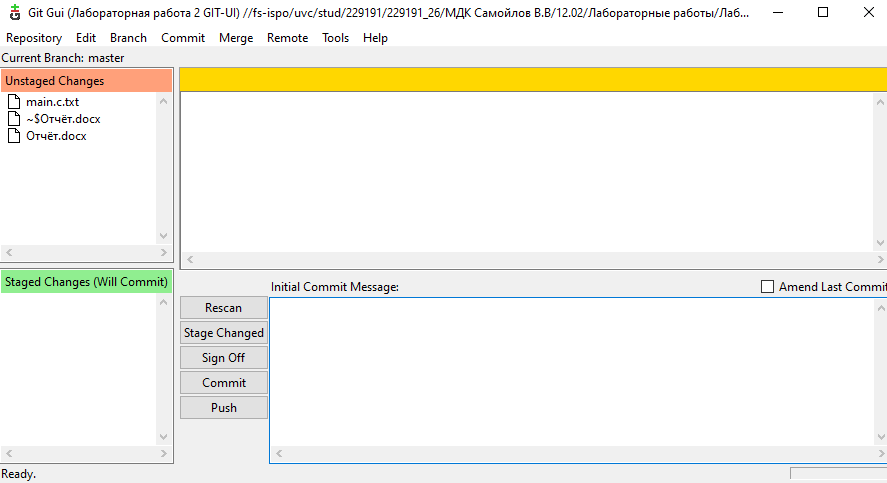 Git Gui (Лабораторная работа 2 GIT-UI) //fs-ispo/uvc/stud/229191/229191_26/МДК Самойлов В.В/12.02/Лабораторные работы/Лаб...
Repository Edit Branch Commit Merge Remote Tools Help
Current Branch: master
Unstaged Changes
main.c.txt
~$Отчёт.docx
Отчёт.docx
Staged Changes (Will Commit)
Initial Commit Message:
Amend Last Commit
Rescan
Stage Changed
Sign Off
Commit
Push
Ready.